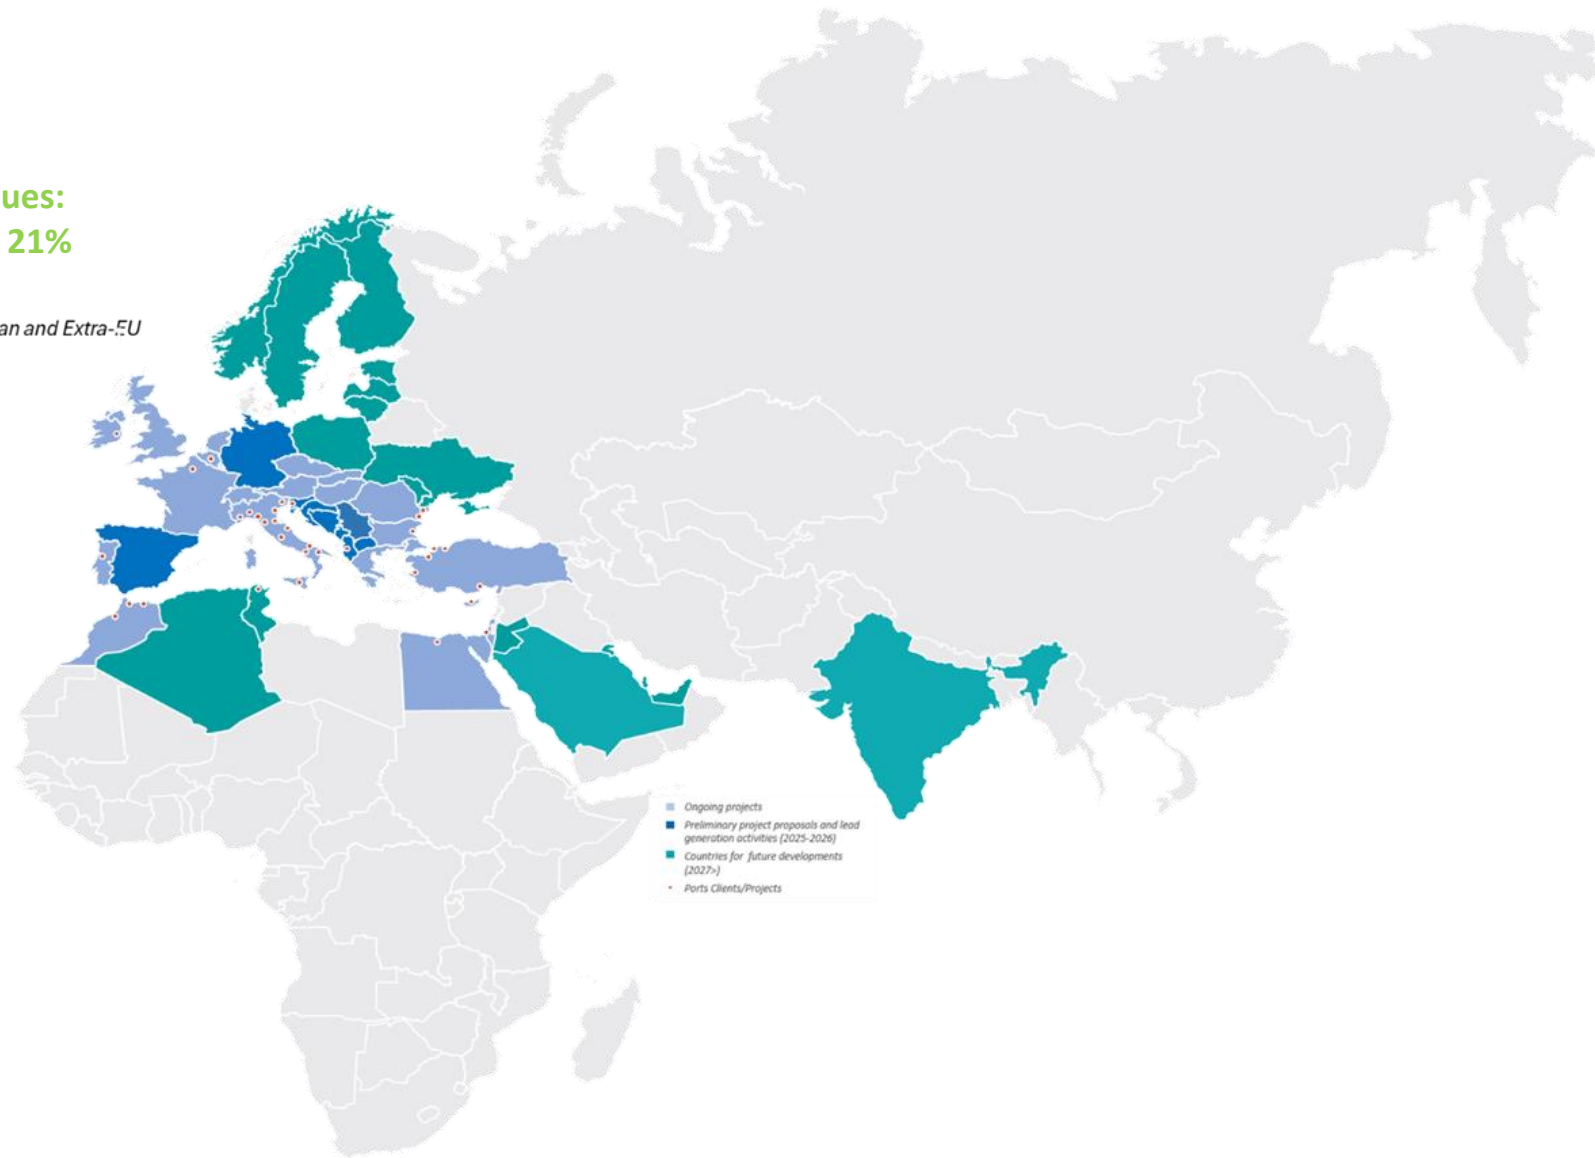 ues:
21%
an and Extra-EU
Ongoing projects
Preliminary project proposals and lead
generation activities (2025-2026)
Countries for future developments
(2027>)
Ports Clients/Projects